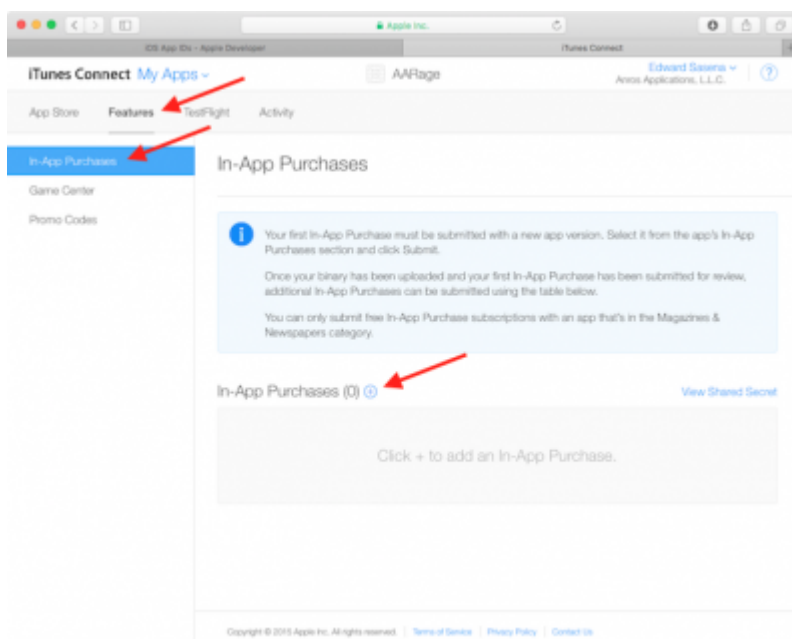 Apple Inc.
iOS App IDs - Apple Developer
iTunes Connect
iTunes Connect My Apps
AARage
Edward Sasena
Anros Applications, L.L.C.
?
App Store Features TestFlight Activity
In-App Purchases
Game Center
Promo Codes
In-App Purchases
Your first In-App Purchase must be submitted with a new app version. Select it from the app's In-App
Purchases section and click Submit.
Once your binary has been uploaded and your first In-App Purchase has been submitted for review,
additional In-App Purchases can be submitted using the table below.
You can only submit free In-App Purchase subscriptions with an app that's in the Magazines &
Newspapers category.
In-App Purchases (0) +
View Shared Secret
Click + to add an In-App Purchase.
Copyright © 2015 Apple Inc. All rights reserved. | Terms of Service | Privacy Policy | Contact Us